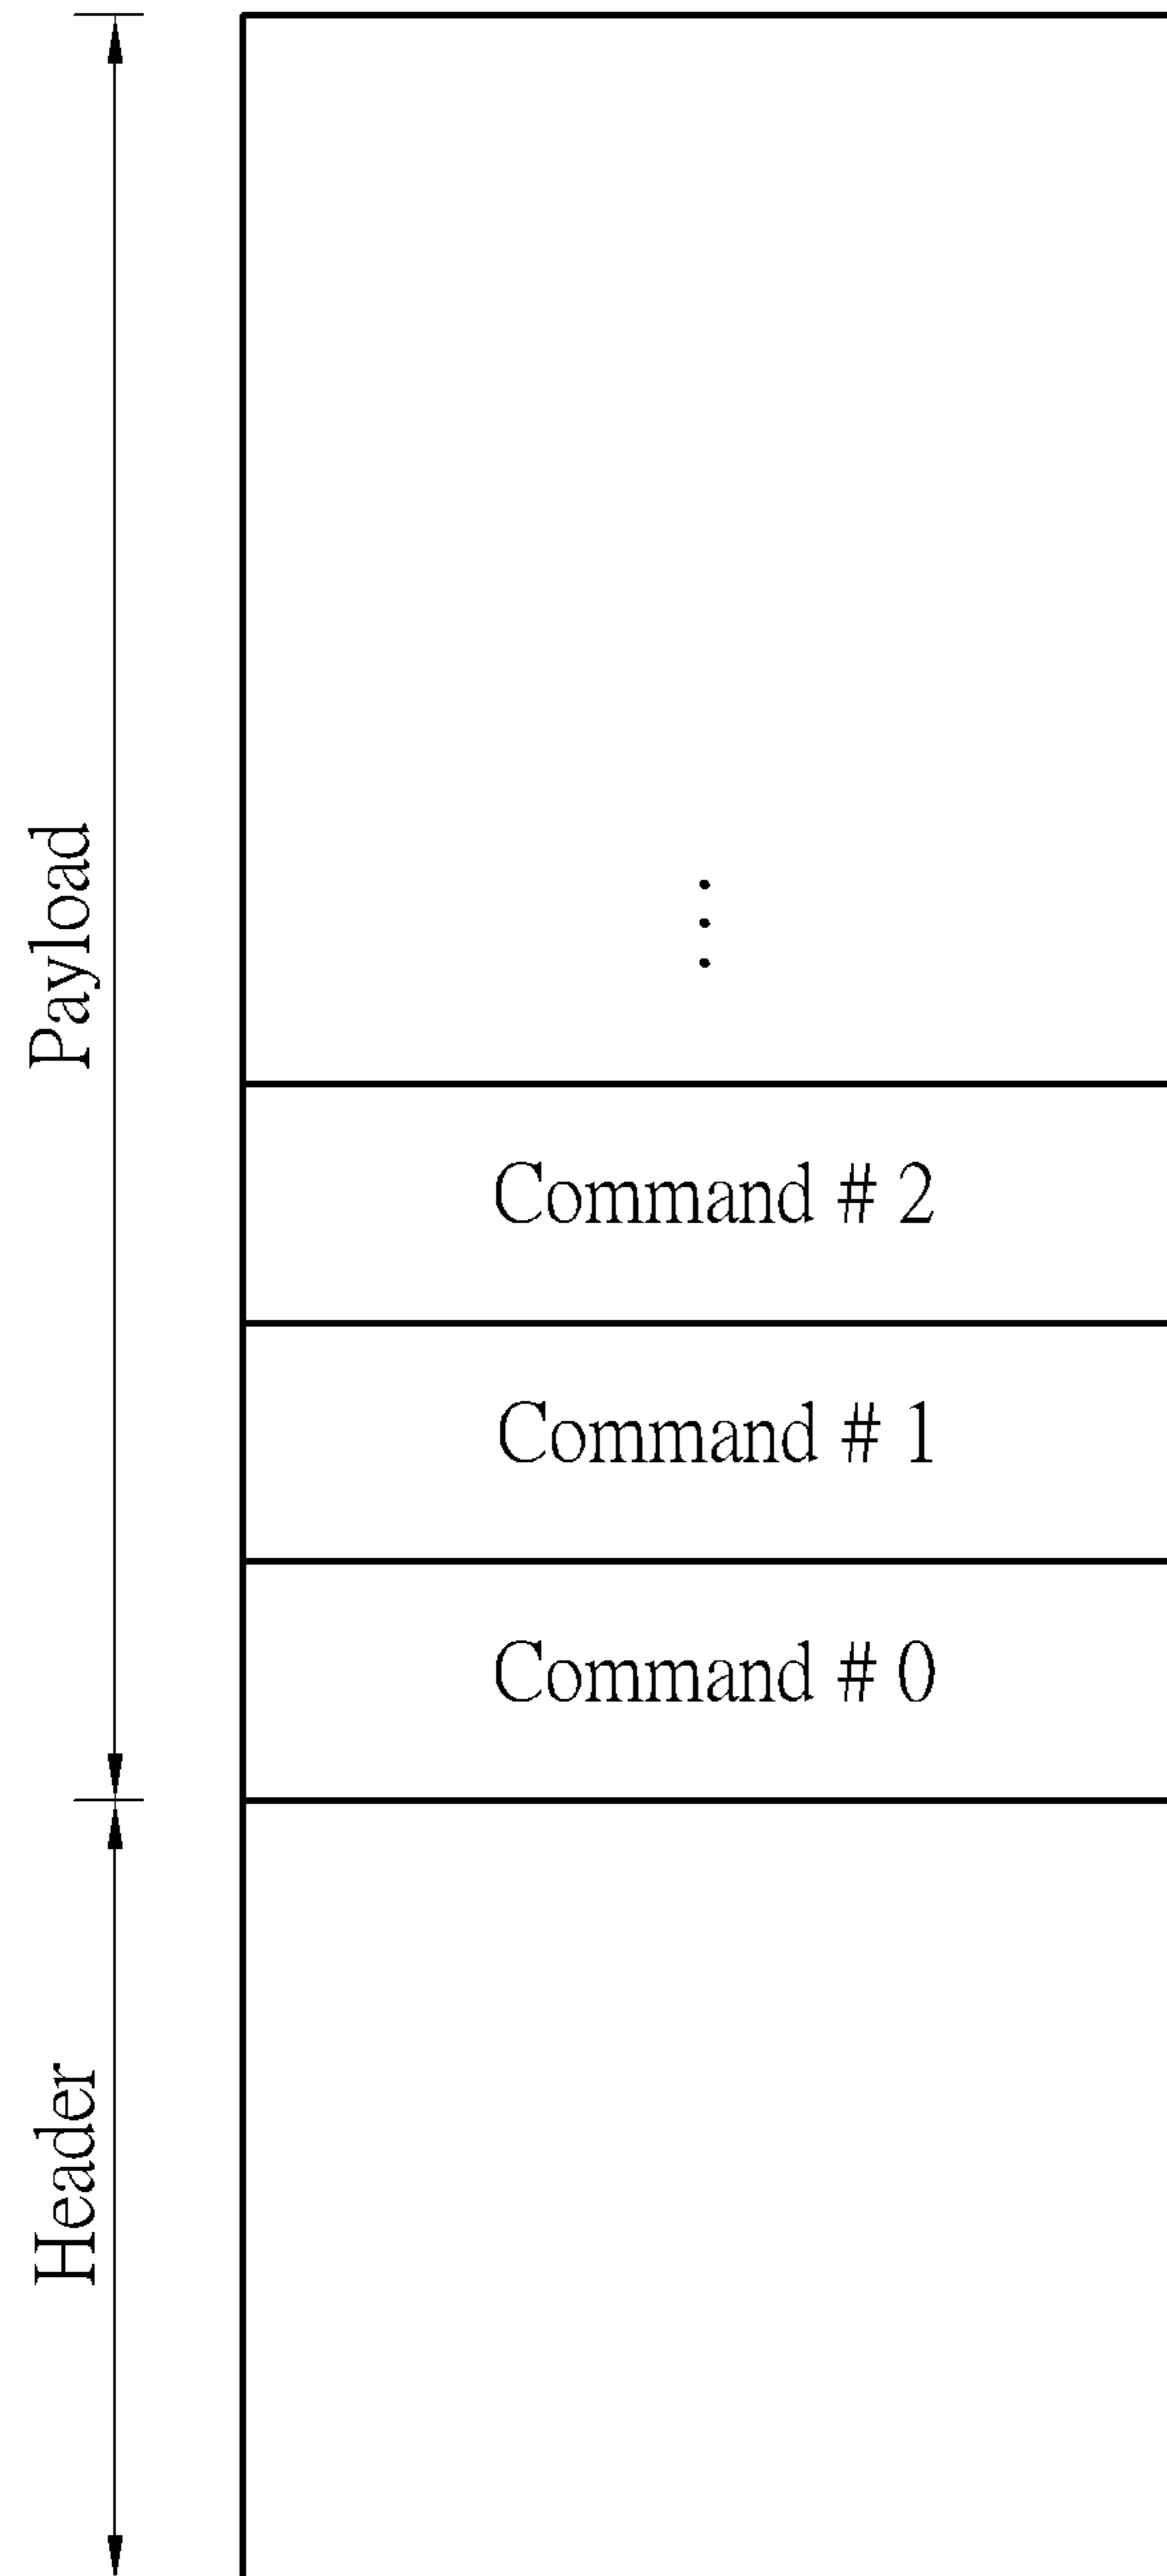 Payload
⋮
Command # 2
Command # 1
Command # 0
Header